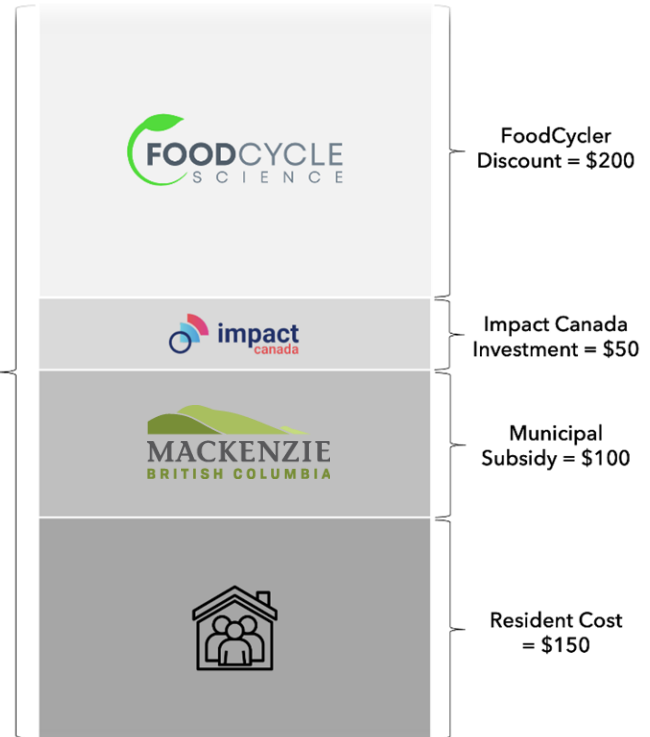 FOODCYCLE
SCIENCE
FoodCycler
Discount = $200
impact
canada
Impact Canada
Investment = $50
MACKENZIE
BRITISH COLUMBIA
Municipal
Subsidy = $100
Resident Cost
= $150